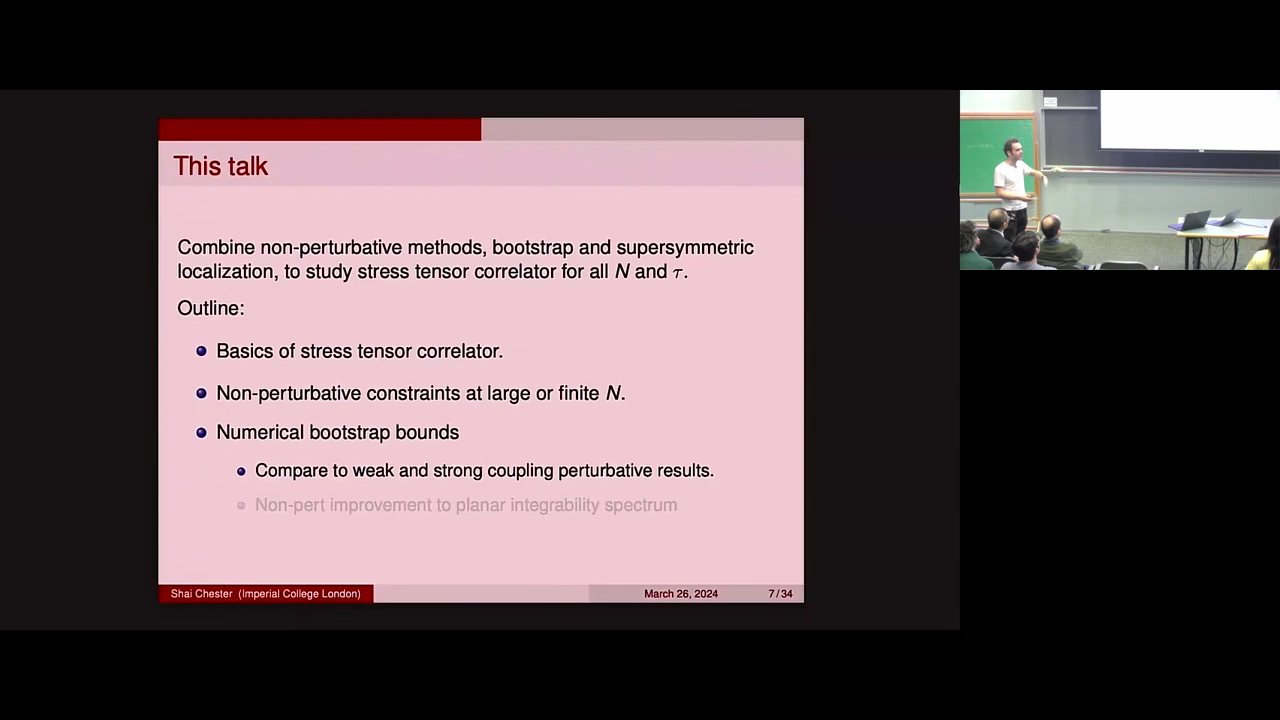 This talk
Combine non-perturbative methods, bootstrap and supersymmetric
localization, to study stress tensor correlator for all N and τ.
Outline:
Basics of stress tensor correlator.
Non-perturbative constraints at large or finite N.
Numerical bootstrap bounds
Compare to weak and strong coupling perturbative results.
Non-pert improvement to planar integrability spectrum
Shai Chester (Imperial College London)
March 26, 2024
7/34